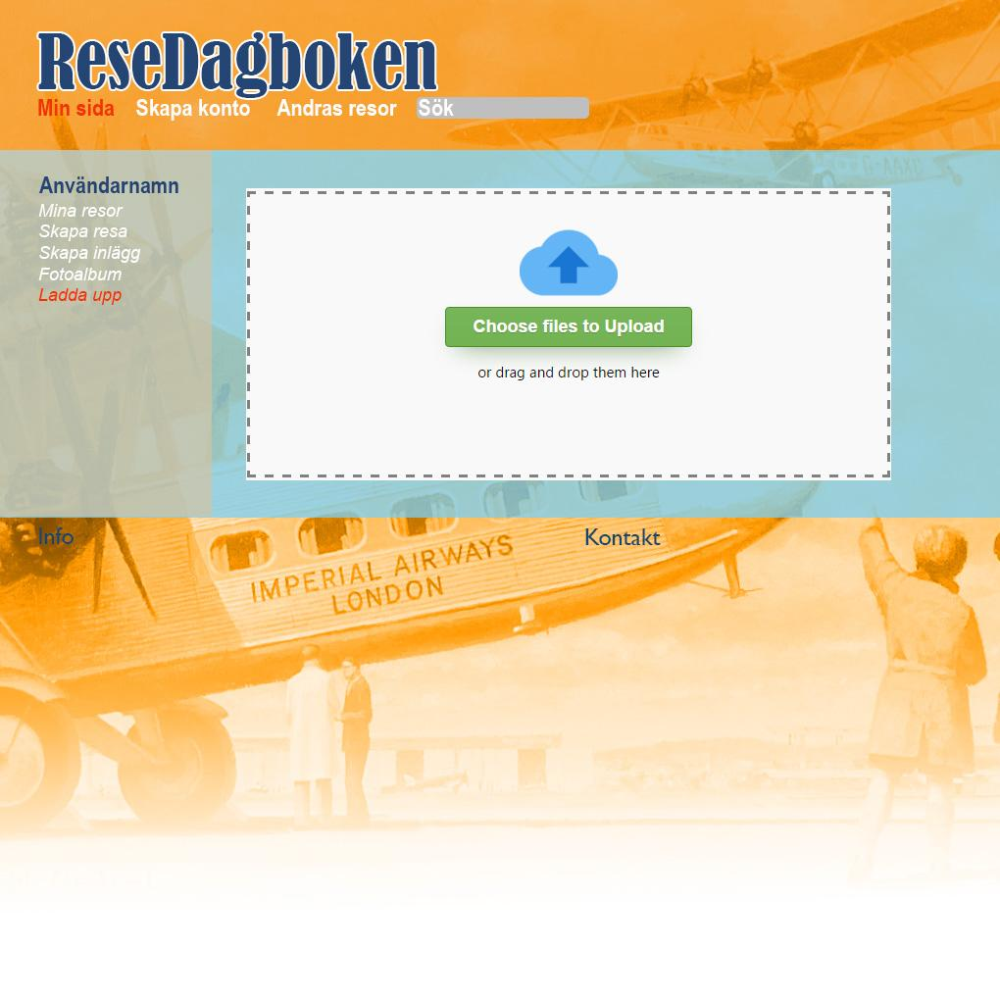 ReseDagboken
Min sida Skapa konto Andras resor Sök
G-AAXC
Användarnamn
Mina resor
Skapa resa
Skapa inlägg
Fotoalbum
Ladda upp
Choose files to Upload
or drag and drop them here
Info Kontakt
IMPERIAL AIRWAYS
LONDON